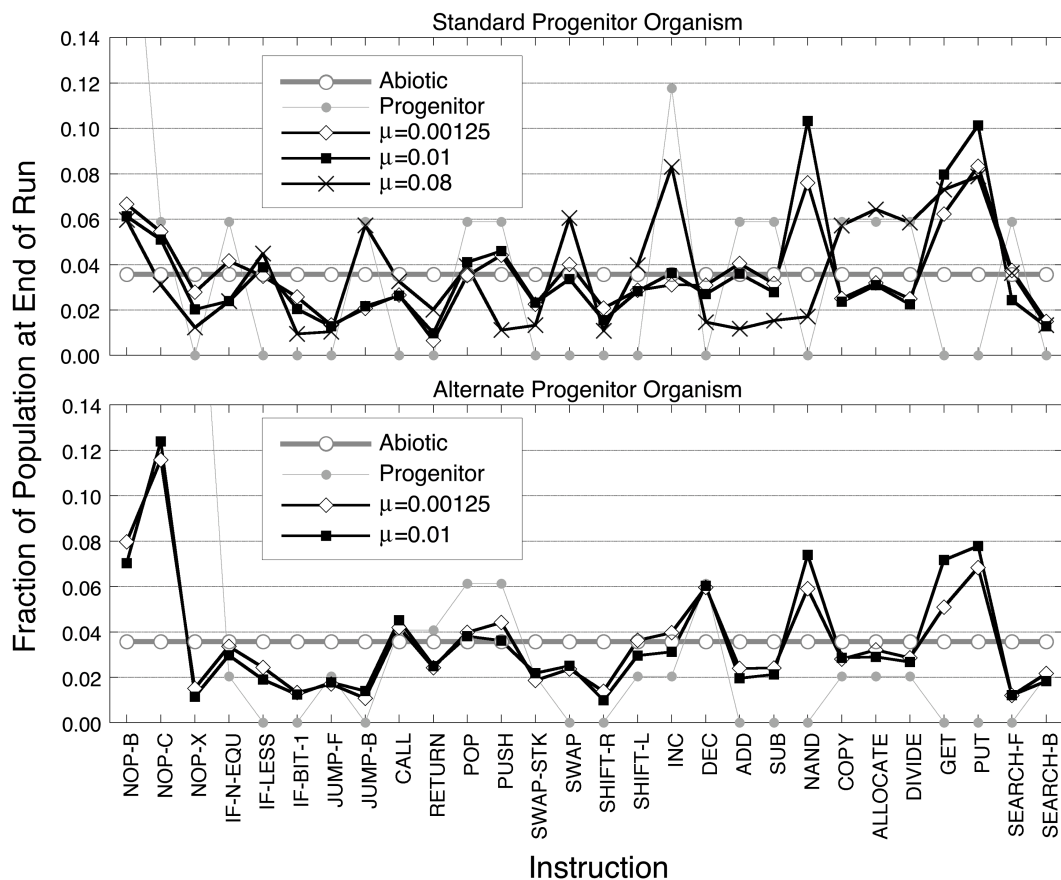 Standard Progenitor Organism
0.14
0.12
0.10
0.08
0.06
0.04
0.02
0.00
Abiotic
Progenitor
μ=0.00125
μ=0.01
μ=0.08
Fraction of Population at End of Run
Alternate Progenitor Organism
0.14
0.12
0.10
0.08
0.06
0.04
0.02
0.00
Abiotic
Progenitor
μ=0.00125
μ=0.01
NOP-B
NOP-C
NOP-X
IF-N-EQU
IF-LESS
IF-BIT-1
JUMP-F
JUMP-B
CALL
RETURN
POP
PUSH
SWAP-STK
SWAP
SHIFT-R
SHIFT-L
INC
DEC
ADD
SUB
NAND
COPY
ALLOCATE
DIVIDE
GET
PUT
SEARCH-F
SEARCH-B
Instruction